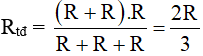 Rtđ = (R + R).R / R + R + R = 2R / 3